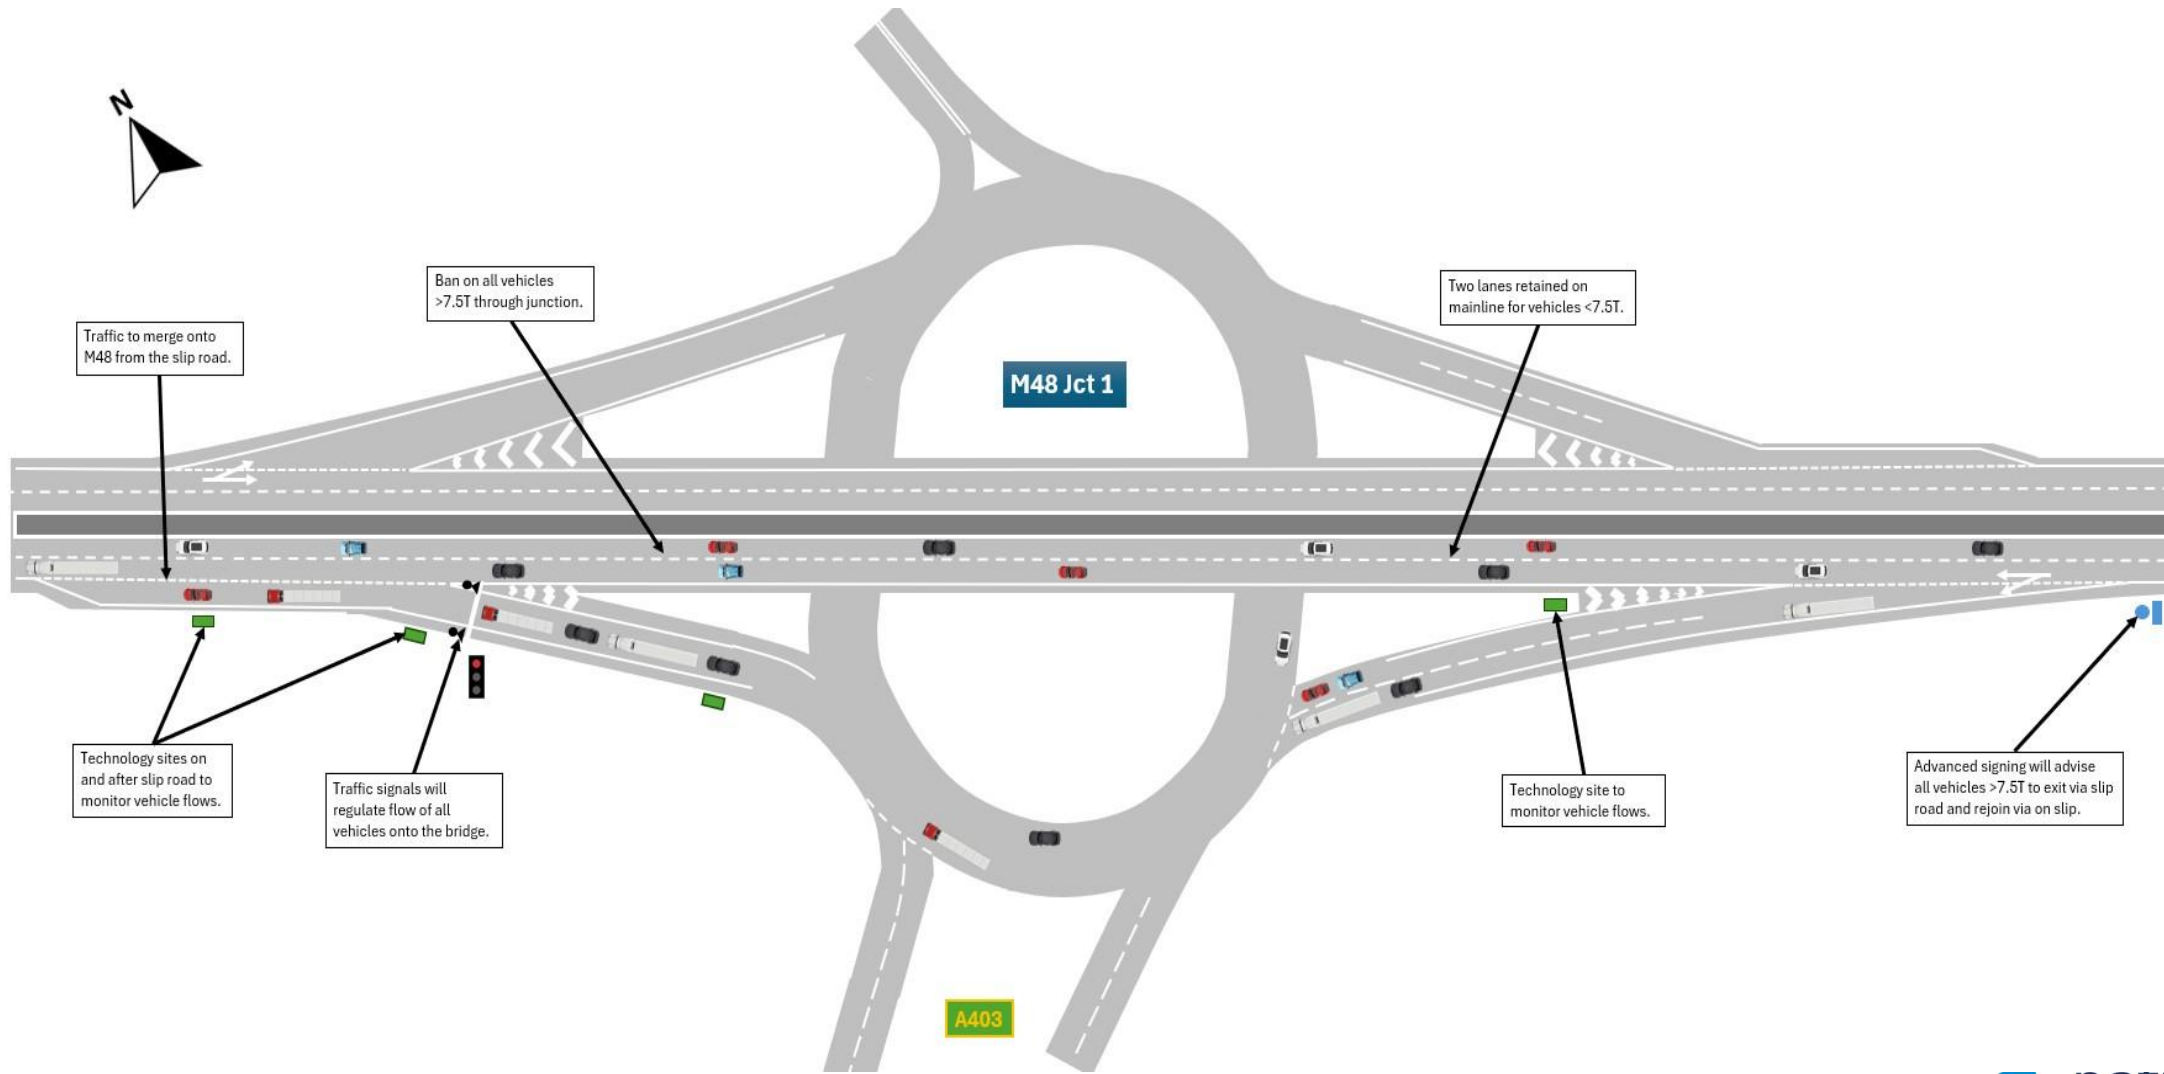 N
Ban on all vehicles
>7.5T through junction.
Two lanes retained on
mainline for vehicles <7.5T.
Traffic to merge onto
M48 from the slip road.
M48 Jct 1
Technology sites on
and after slip road to
monitor vehicle flows.
Traffic signals will
regulate flow of all
vehicles onto the bridge.
Technology site to
monitor vehicle flows.
Advanced signing will advise
all vehicles >7.5T to exit via slip
road and rejoin via on slip.
A403